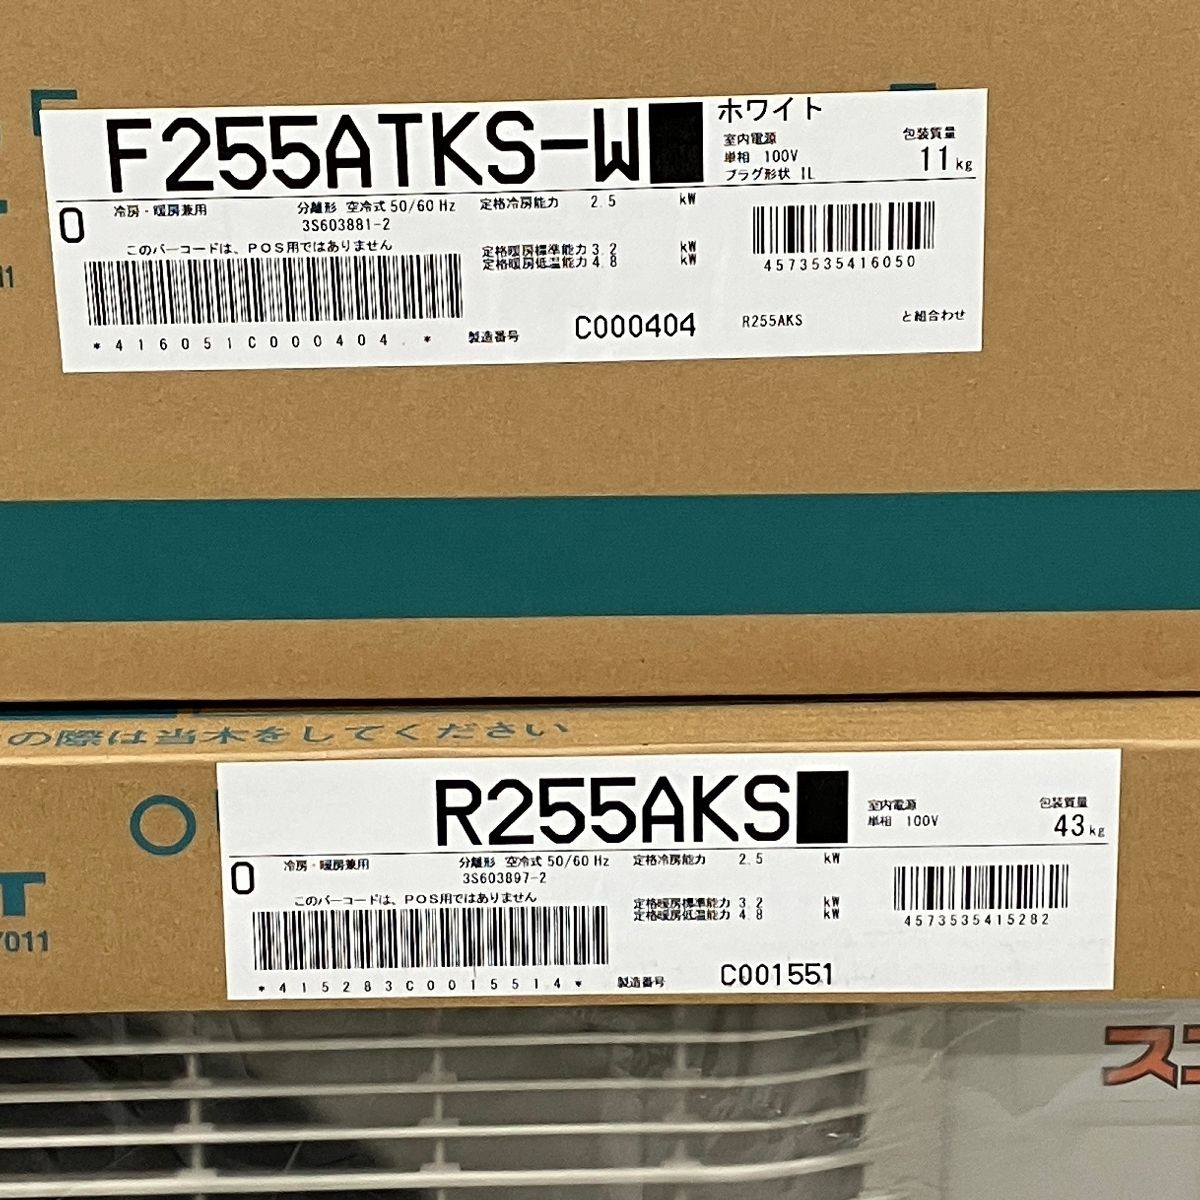 F255ATKS-W
ホワイト
室内電源
単相 100V
プラグ形状 IL
包装質量
11kg
0
冷房・暖房兼用
分離形 空冷式 50/60 Hz
3S603881-2
定格冷房能力 2.5 kW
定格暖房標準能力 3.2 kW
定格暖房低温能力 4.8 kW
このバーコードは、POS用ではありません
*416051C000404.*
製造番号 C000404
4573535416050
R255AKS と組合わせ
の際は当木をしてください
R255AKS
室内電源
単相 100V
包装質量
43kg
0
冷房・暖房兼用
分離形 空冷式 50/60 Hz
3S603897-2
定格冷房能力 2.5 kW
定格暖房標準能力 3.2 kW
定格暖房低温能力 4.8 kW
このバーコードは、POS用ではありません
*415283C0015514*
製造番号 C001551
4573535415282
T
7011